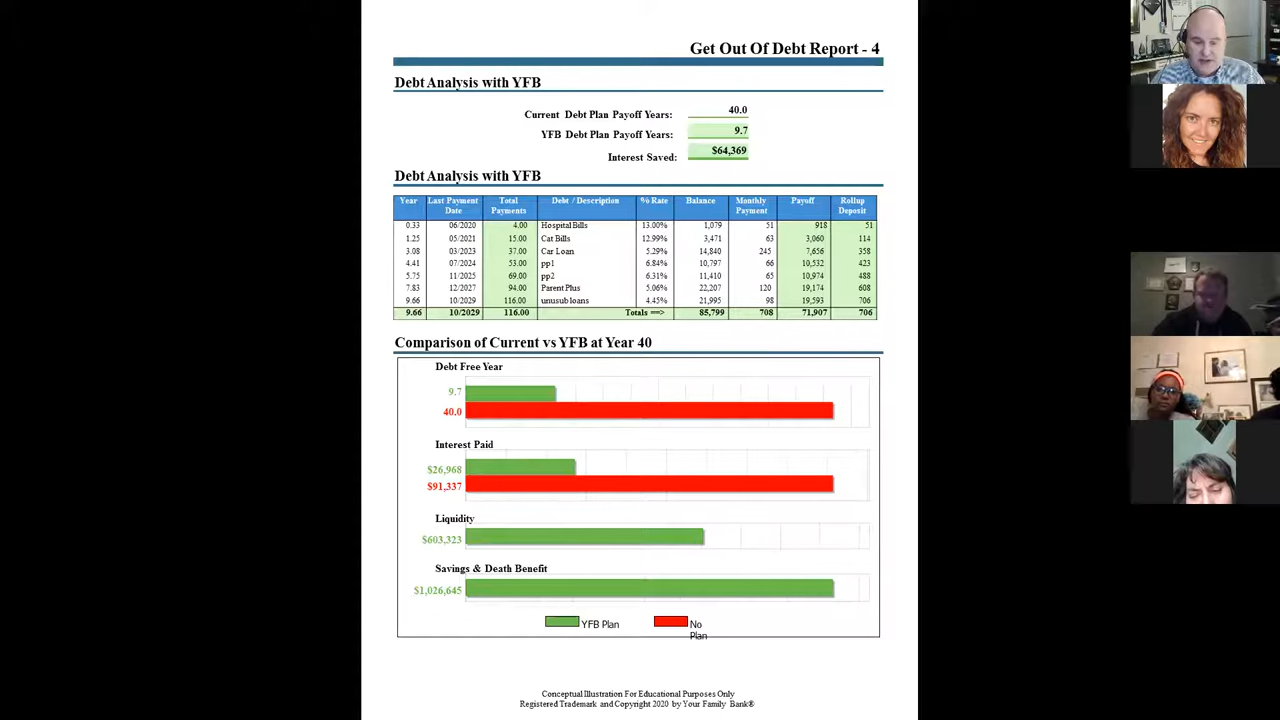 Get Out Of Debt Report - 4
Debt Analysis with YFB
Current Debt Plan Payoff Years: 40.0
YFB Debt Plan Payoff Years: 9.7
Interest Saved: $64,369
Debt Analysis with YFB
Year Last Payment Date Total Payments Debt / Description % Rate Balance Monthly Payment Payoff Rollup Deposit
0.33 06/2020 4.00 Hospital Bills 13.00% 1,079 51 918 51
1.25 05/2021 15.00 Cat Bills 12.99% 3,471 63 3,060 114
3.08 03/2023 37.00 Car Loan 5.29% 14,840 245 7,656 358
4.41 07/2024 53.00 pp1 6.84% 10,797 66 10,532 423
5.75 11/2025 69.00 pp2 6.31% 11,410 65 10,974 488
7.83 12/2027 94.00 Parent Plus 5.06% 22,207 120 19,174 608
9.66 10/2029 116.00 unusub loans 4.45% 21,995 98 19,593 706
9.66 10/2029 116.00 Totals ==> 85,799 708 71,907 706
Comparison of Current vs YFB at Year 40
Debt Free Year
9.7
40.0
Interest Paid
$26,968
$91,337
Liquidity
$603,323
Savings & Death Benefit
$1,026,645
YFB Plan No
Plan
Conceptual Illustration For Educational Purposes Only
Registered Trademark and Copyright 2020 by Your Family Bank®